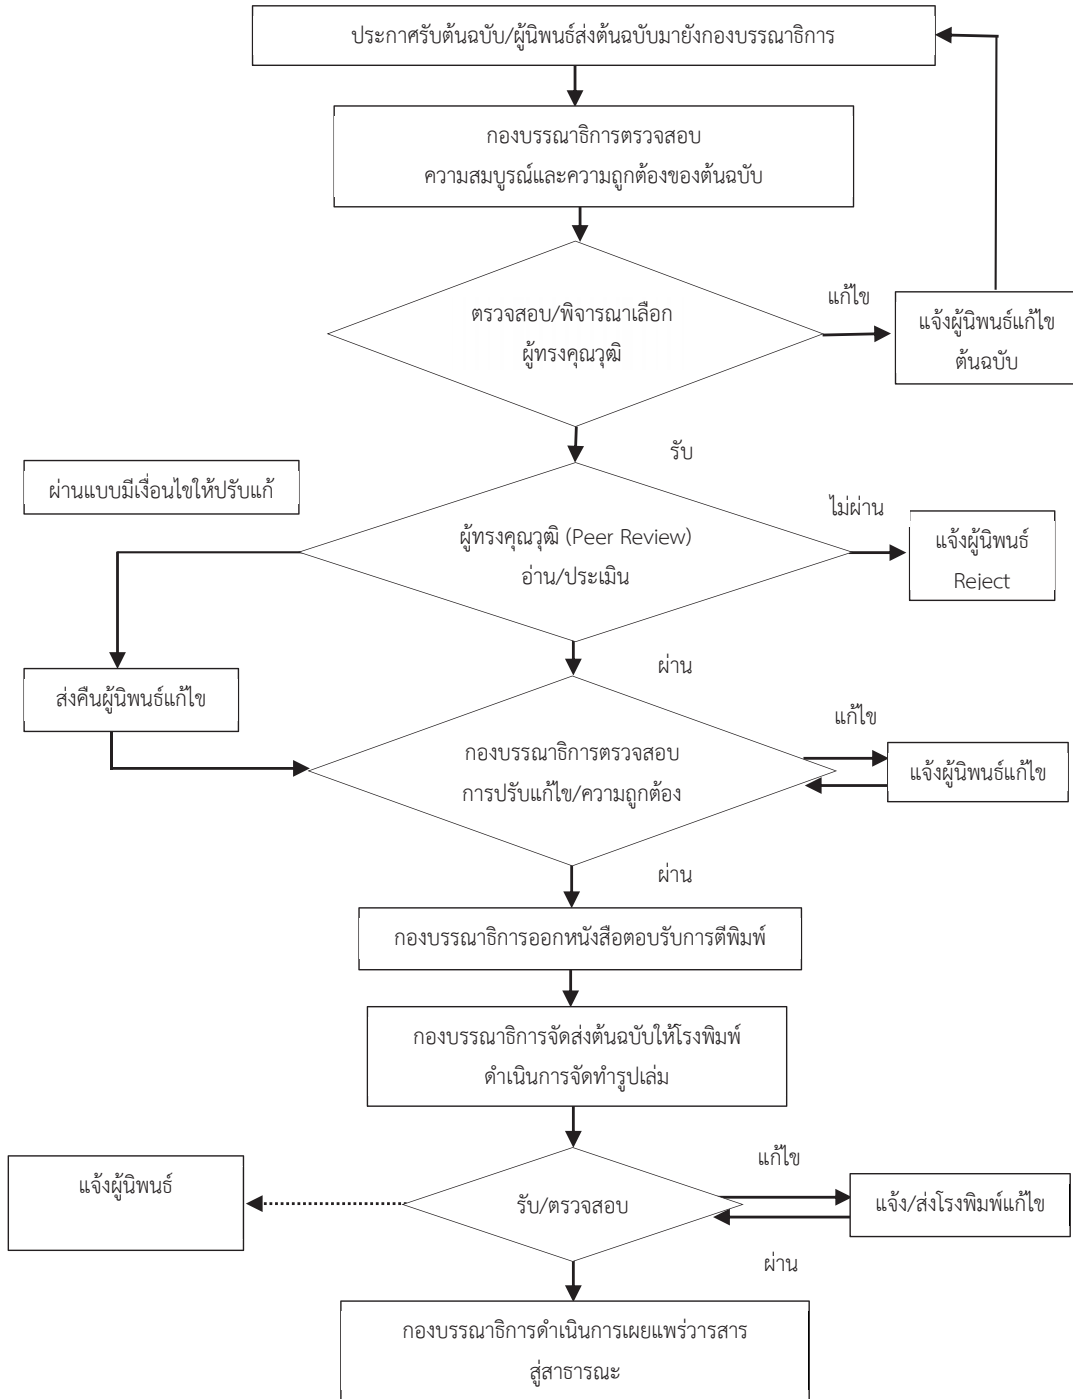 ประกาศรับต้นฉบับ/ผู้นิพนธ์ส่งต้นฉบับมายังกองบรรณาธิการ
กองบรรณาธิการตรวจสอบ
ความสมบูรณ์และความถูกต้องของต้นฉบับ
ตรวจสอบ/พิจารณาเลือก
ผู้ทรงคุณวุฒิ
แก้ไข
แจ้งผู้นิพนธ์แก้ไข
ต้นฉบับ
รับ
ผ่านแบบมีเงื่อนไขให้ปรับแก้
ผู้ทรงคุณวุฒิ (Peer Review)
อ่าน/ประเมิน
ไม่ผ่าน
แจ้งผู้นิพนธ์
Reject
ผ่าน
ส่งคืนผู้นิพนธ์แก้ไข
กองบรรณาธิการตรวจสอบ
การปรับแก้ไข/ความถูกต้อง
แก้ไข
แจ้งผู้นิพนธ์แก้ไข
ผ่าน
กองบรรณาธิการออกหนังสือตอบรับการตีพิมพ์
กองบรรณาธิการจัดส่งต้นฉบับให้โรงพิมพ์
ดำเนินการจัดทำรูปเล่ม
แจ้งผู้นิพนธ์
รับ/ตรวจสอบ
แก้ไข
แจ้ง/ส่งโรงพิมพ์แก้ไข
ผ่าน
กองบรรณาธิการดำเนินการเผยแพร่วารสาร
สู่สาธารณะ